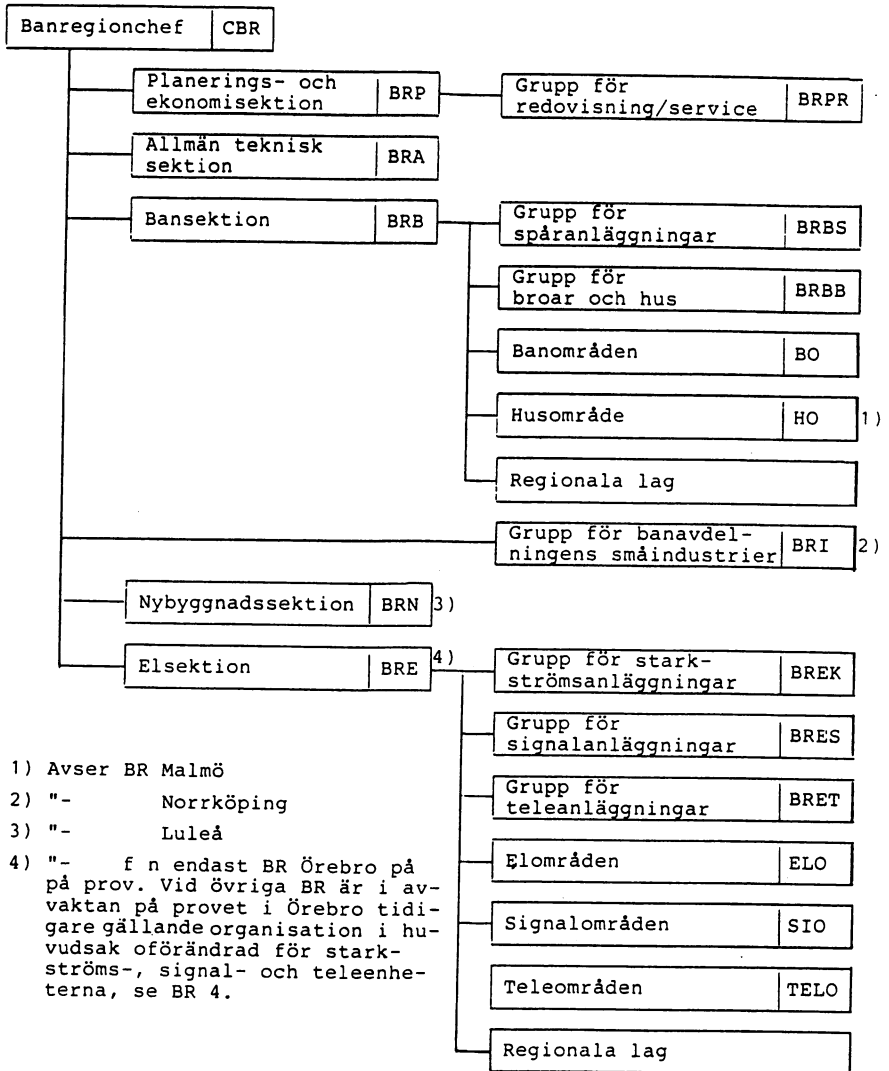 Banregionchef CBR
Planerings- och
ekonomisektion BRP
Grupp för
redovisning/service BRPR
Allmän teknisk
sektion BRA
Bansektion BRB
Grupp för
spåranläggningar BRBS
Grupp för
broar och hus BRBB
Banområden BO
Husområde HO 1)
Regionala lag
Grupp för banavdel-
ningens småindustrier BRI 2)
Nybyggnadssektion BRN 3)
Elsektion BRE 4)
Grupp för stark-
strömsanläggningar BREK
Grupp för
signalanläggningar BRES
Grupp för
teleanläggningar BRET
Elområden ELO
Signalområden SIO
Teleområden TELO
Regionala lag
1) Avser BR Malmö
2) "- Norrköping
3) "- Luleå
4) "- f n endast BR Örebro på
på prov. Vid övriga BR är i av-
vaktan på provet i Örebro tidi-
gare gällande organisation i hu-
vudsak oförändrad för stark-
ströms-, signal- och teleenhe-
terna, se BR 4.